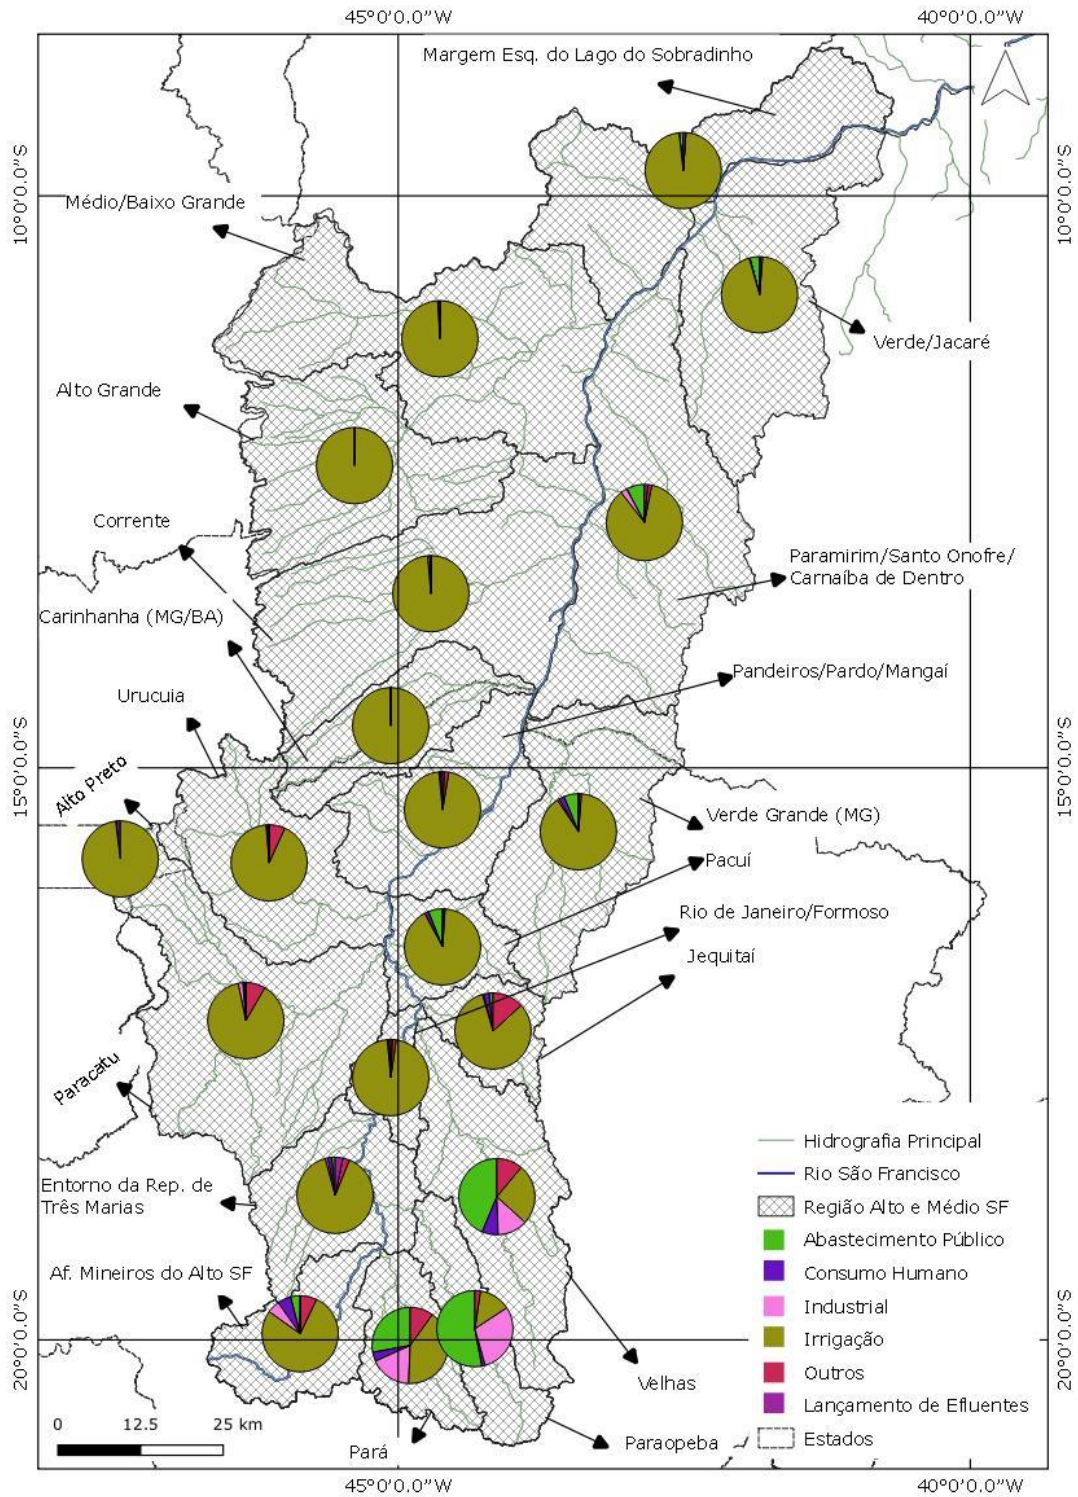 45°0'0.0"W
40°0'0.0"W
Margem Esq. do Lago do Sobradinho
10°0'0.0"S
10°0'0.0"S
Médio/Baixo Grande
Verde/Jacaré
Alto Grande
Corrente
Paramirim/Santo Onofre/
Carnaíba de Dentro
Carinhanha (MG/BA)
Pandeiros/Pardo/Mangaí
Urucuia
15°0'0.0"S
15°0'0.0"S
Alto Preto
Verde Grande (MG)
Pacuí
Rio de Janeiro/Formoso
Jequitaí
Paracatu
Hidrografia Principal
Rio São Francisco
Região Alto e Médio SF
Abastecimento Público
Consumo Humano
Industrial
Irrigação
Outros
Lançamento de Efluentes
Estados
Entorno da Rep. de
Três Marias
Af. Mineiros do Alto SF
20°0'0.0"S
20°0'0.0"S
Velhas
0 12.5 25 km
Pará
Paraopeba
45°0'0.0"W
40°0'0.0"W